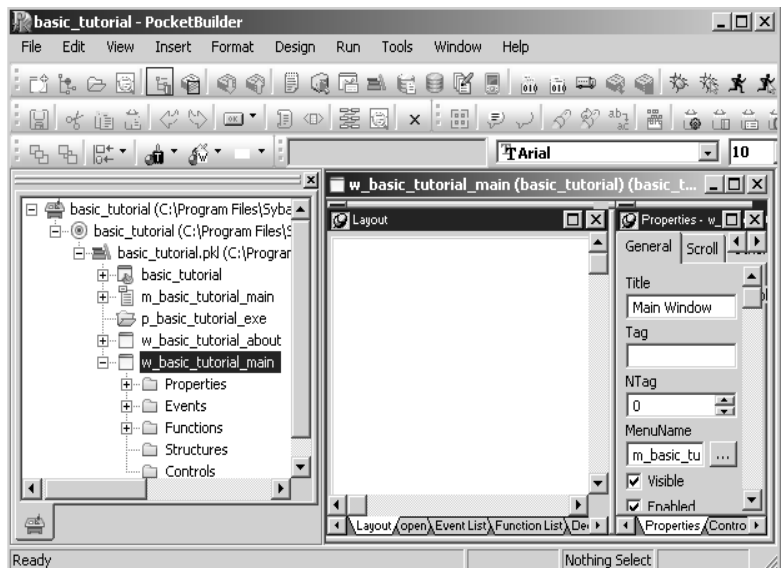 basic_tutorial - PocketBuilder
File Edit View Insert Format Design Run Tools Window Help
Arial 10
w_basic_tutorial_main (basic_tutorial) (basic_t...
basic_tutorial (C:\Program Files\Syba
basic_tutorial (C:\Program Files\S
basic_tutorial.pkl (C:\Program
basic_tutorial
m_basic_tutorial_main
p_basic_tutorial_exe
w_basic_tutorial_about
w_basic_tutorial_main
Properties
Events
Functions
Structures
Controls
Layout
Properties - w_
General Scroll
Title
Main Window
Tag
NTag
0
MenuName
m_basic_tu ...
Visible
Enabled
Layout open Event List Function List De
Properties Contro
Ready Nothing Select